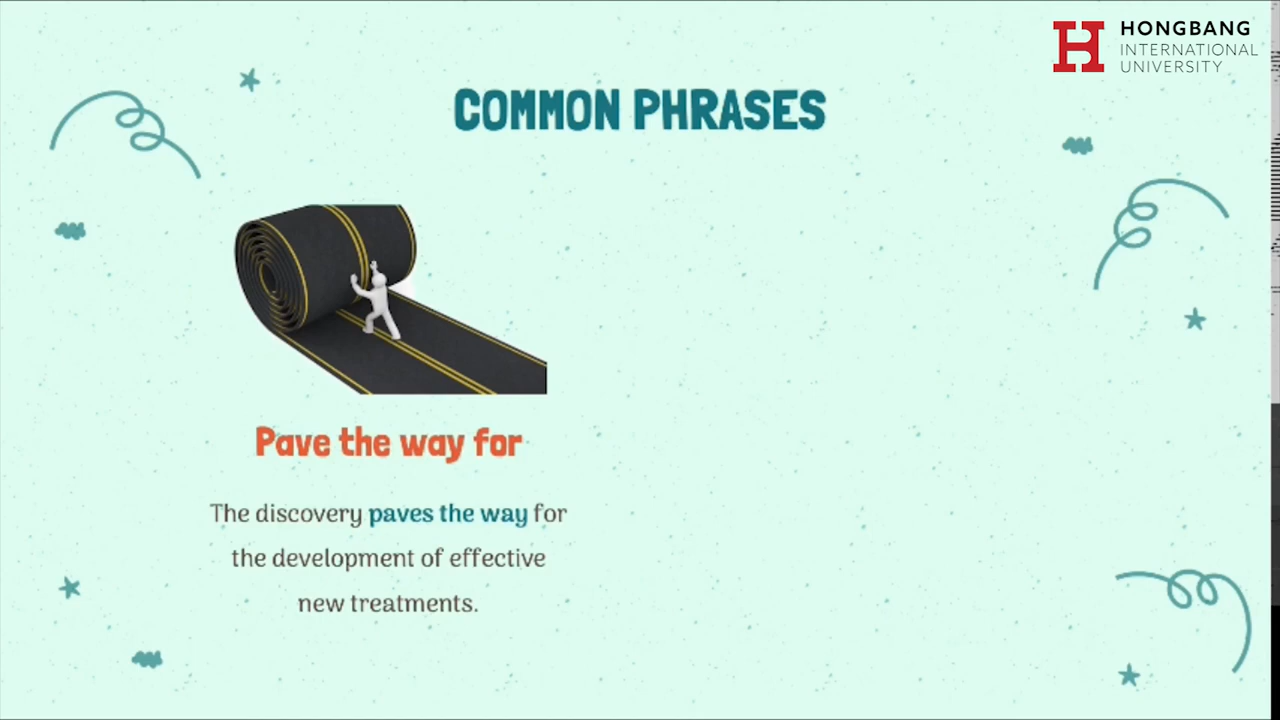 HONGBANG
INTERNATIONAL
UNIVERSITY
COMMON PHRASES
Pave the way for
The discovery paves the way for
the development of effective
new treatments.